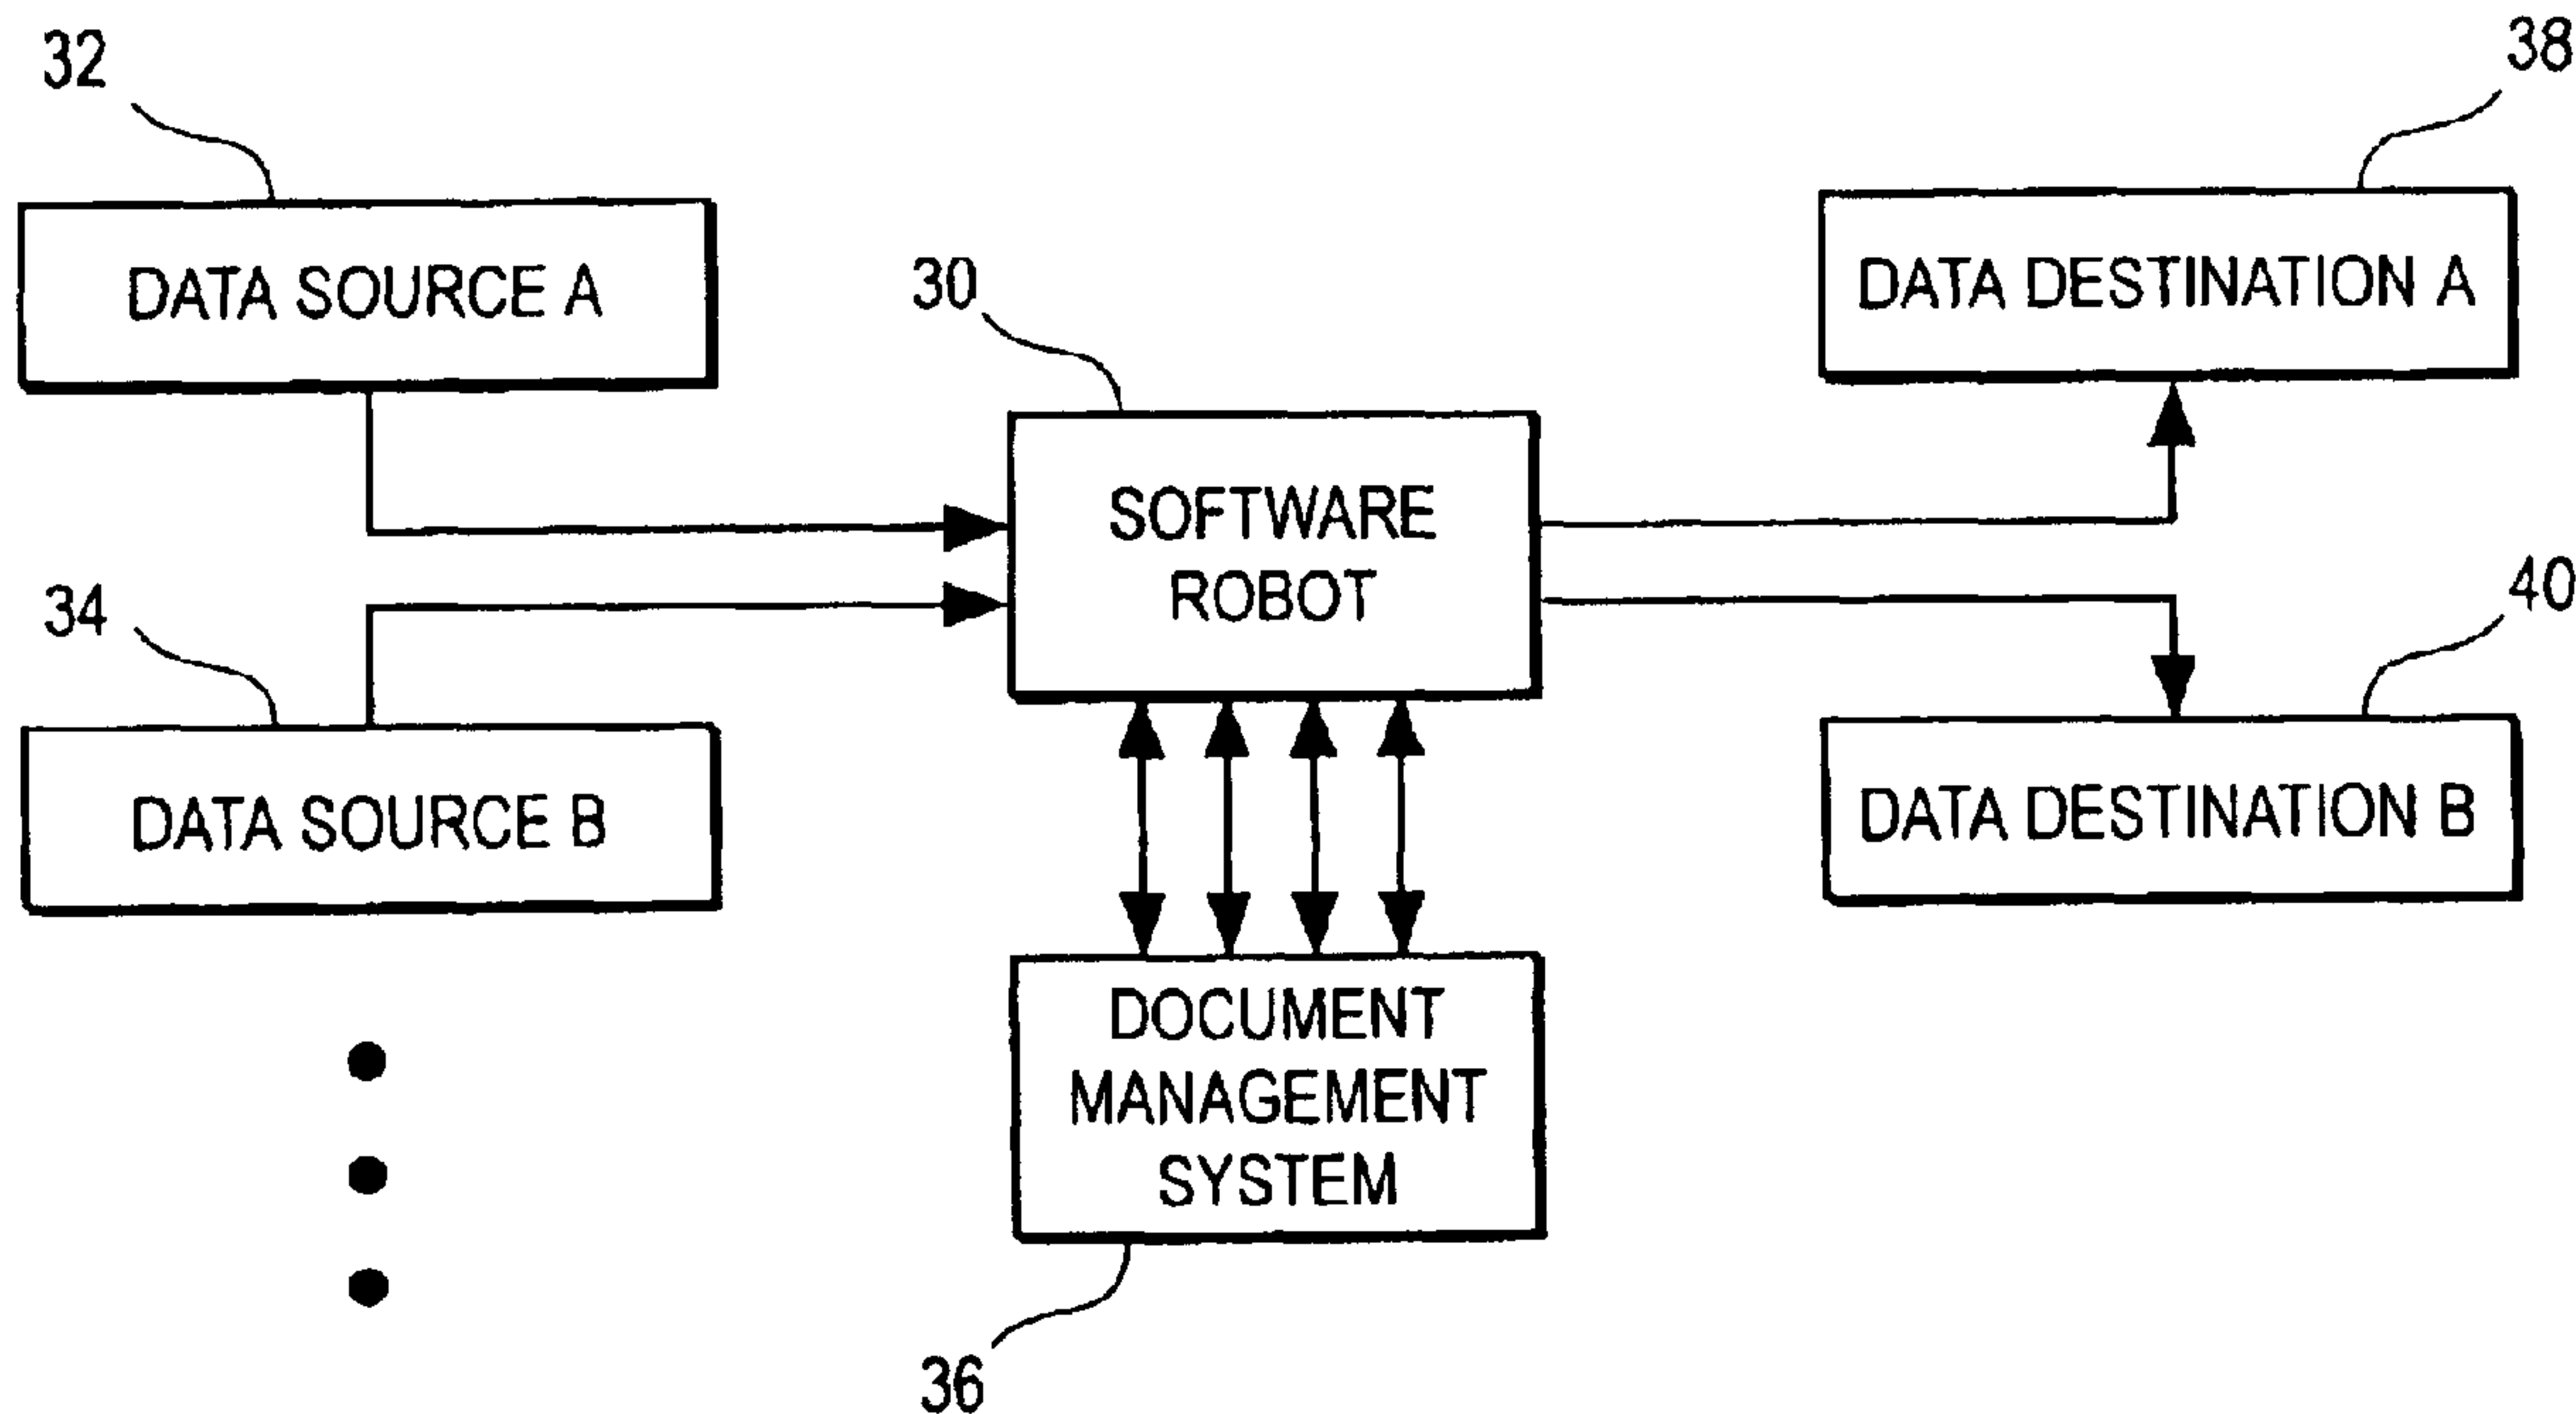 32
38
DATA SOURCE A
30
DATA DESTINATION A
SOFTWARE
ROBOT
34
40
DATA SOURCE B
DATA DESTINATION B
DOCUMENT
MANAGEMENT
SYSTEM
36